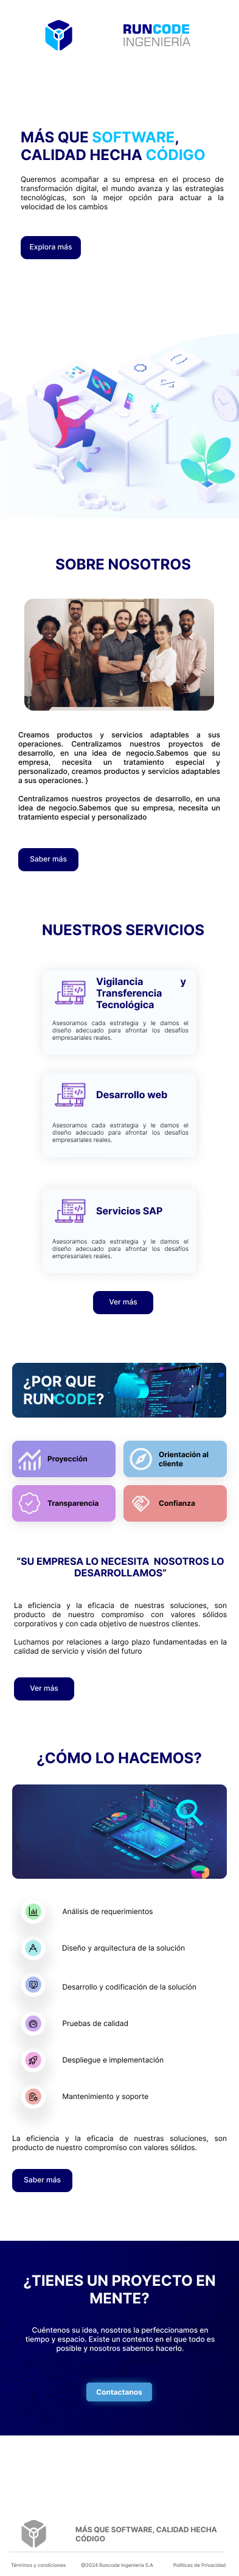 RUNCODE
INGENIERÍA
MÁS QUE SOFTWARE,
CALIDAD HECHA CÓDIGO
Queremos acompañar a su empresa en el proceso de
transformación digital, el mundo avanza y las estrategias
tecnológicas, son la mejor opción para actuar a la
velocidad de los cambios
Explora más
SOBRE NOSOTROS
Creamos productos y servicios adaptables a sus
operaciones. Centralizamos nuestros proyectos de
desarrollo, en una idea de negocio.Sabemos que su
empresa, necesita un tratamiento especial y
personalizado, creamos productos y servicios adaptables
a sus operaciones. }
Centralizamos nuestros proyectos de desarrollo, en una
idea de negocio.Sabemos que su empresa, necesita un
tratamiento especial y personalizado
Saber más
NUESTROS SERVICIOS
Vigilancia y
Transferencia
Tecnológica
Asesoramos cada estrategia y le damos el
diseño adecuado para afrontar los desafíos
empresariales reales.
Desarrollo web
Asesoramos cada estrategia y le damos el
diseño adecuado para afrontar los desafíos
empresariales reales.
Servicios SAP
Asesoramos cada estrategia y le damos el
diseño adecuado para afrontar los desafíos
empresariales reales.
Ver más
¿POR QUE
RUNCODE?
Proyección
Orientación al
cliente
Transparencia
Confianza
“SU EMPRESA LO NECESITA NOSOTROS LO
DESARROLLAMOS”
La eficiencia y la eficacia de nuestras soluciones, son
producto de nuestro compromiso con valores sólidos
corporativos y con cada objetivo de nuestros clientes.
Luchamos por relaciones a largo plazo fundamentadas en la
calidad de servicio y visión del futuro
Ver más
¿CÓMO LO HACEMOS?
Análisis de requerimientos
Diseño y arquitectura de la solución
Desarrollo y codificación de la solución
Pruebas de calidad
Despliegue e implementación
Mantenimiento y soporte
La eficiencia y la eficacia de nuestras soluciones, son
producto de nuestro compromiso con valores sólidos.
Saber más
¿TIENES UN PROYECTO EN
MENTE?
Cuéntenos su idea, nosotros la perfeccionamos en
tiempo y espacio. Existe un contexto en el que todo es
posible y nosotros sabemos hacerlo.
Contactanos
MÁS QUE SOFTWARE, CALIDAD HECHA
CÓDIGO
Términos y condiciones
@2024 Runcode Ingeniería S.A
Políticas de Privacidad